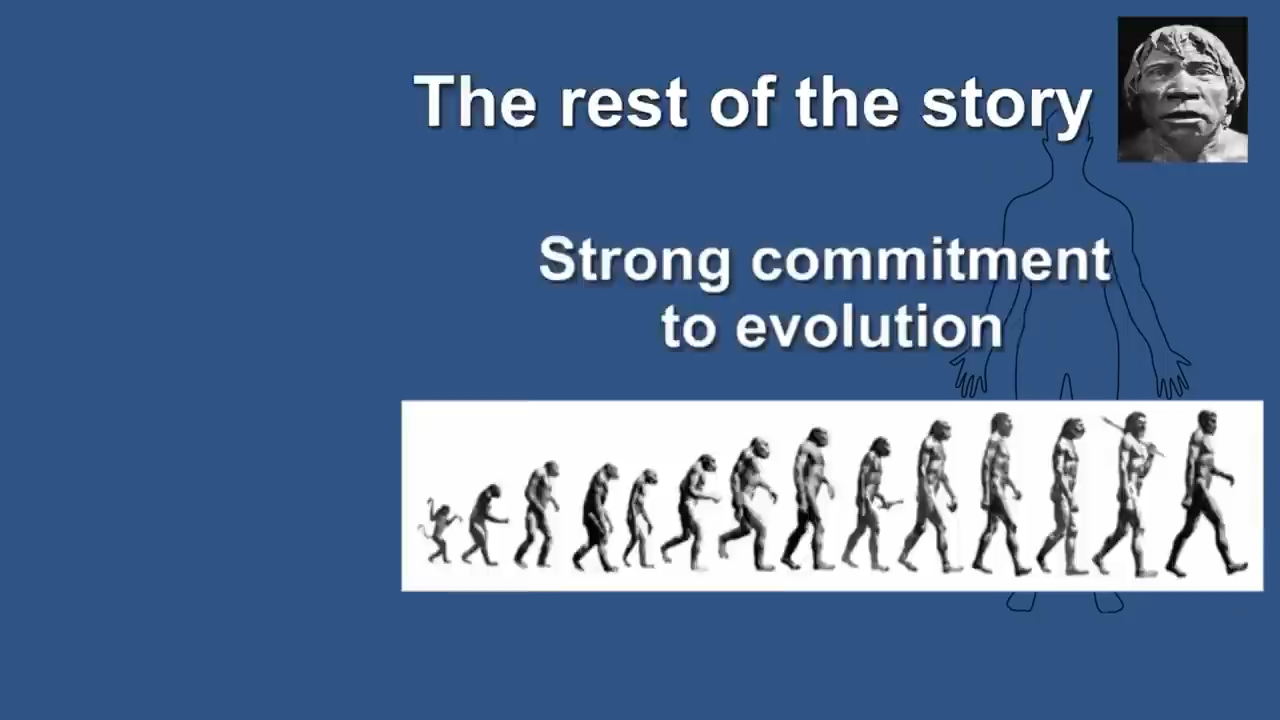 The rest of the story
Strong commitment
to evolution